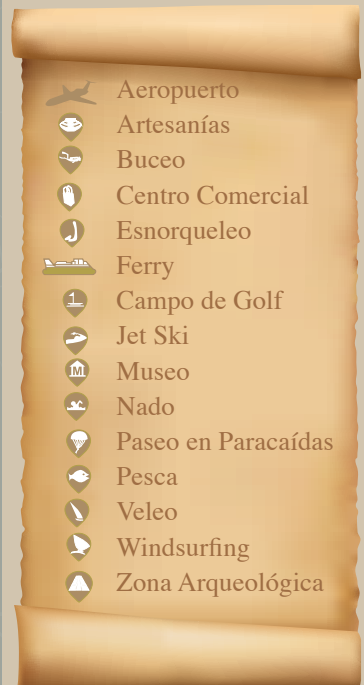 Aeropuerto
Artesanías
Buceo
Centro Comercial
Esnorqueleo
Ferry
Campo de Golf
Jet Ski
M Museo
Nado
Paseo en Paracaídas
Pesca
Veleo
Windsurfing
Zona Arqueológica